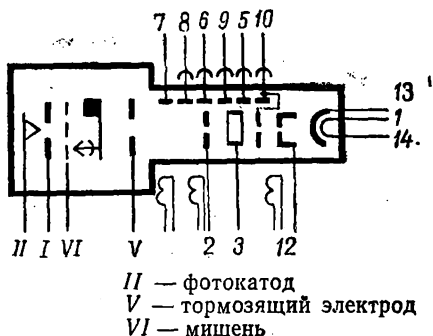 7 8 6 9 5 10
13
1
14.
II I VI V 2 3 12
II — фотокатод
V — тормозящий электрод
VI — мишень